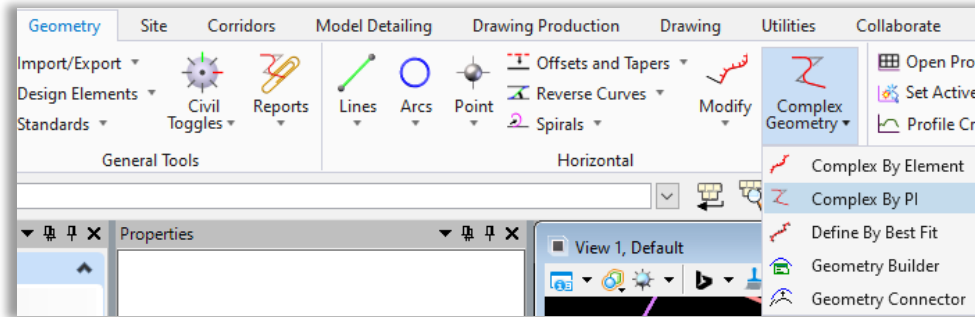 Geometry Site Corridors Model Detailing Drawing Production Drawing Utilities Collaborate
Import/Export
Design Elements
Standards
Civil
Toggles
Reports
General Tools
Lines
Arcs
Point
Offsets and Tapers
Reverse Curves
Spirals
Modify
Complex
Geometry
Horizontal
Open Pro
Set Active
Profile Cr
Complex By Element
Complex By PI
Define By Best Fit
Geometry Builder
Geometry Connector
Properties
View 1, Default